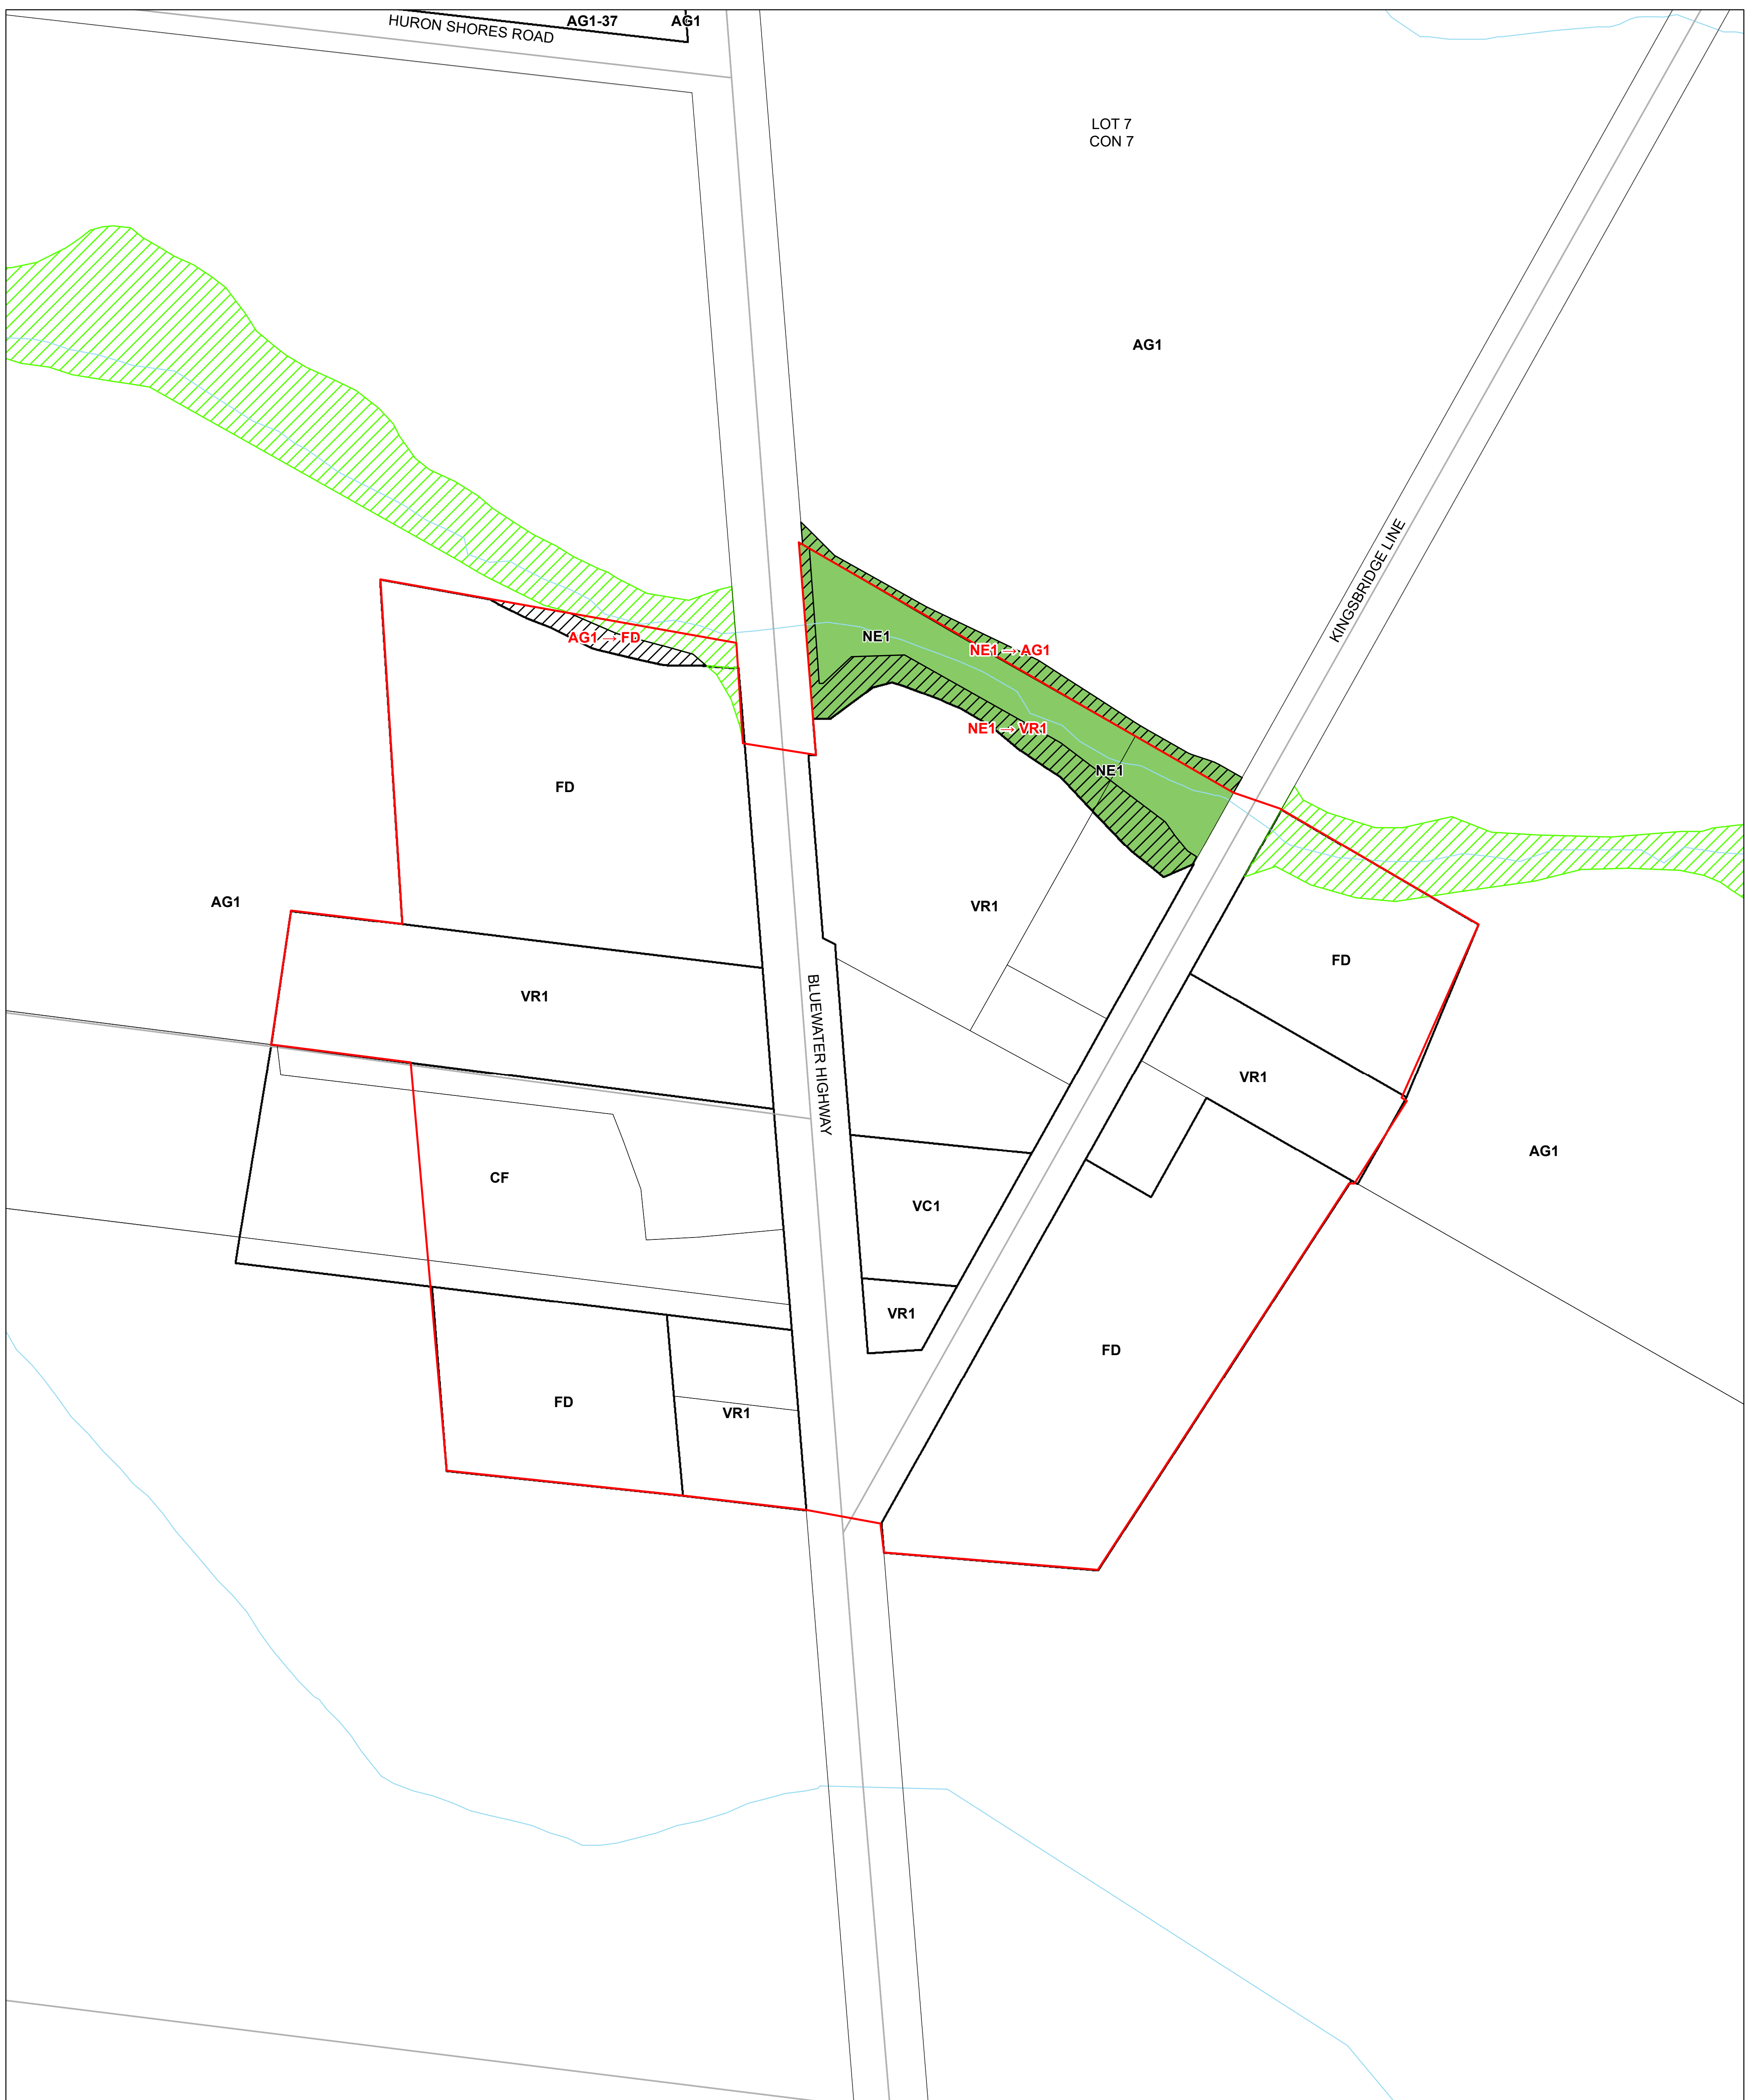 AG1-37
AG1
HURON SHORES ROAD
LOT 7
CON 7
AG1
KINGSBRIDGE LINE
NE1
AG1→FD
NE1→AG1
NE1→VR1
NE1
FD
AG1
VR1
FD
VR1
BLUEWATER HIGHWAY
VR1
AG1
CF
VC1
VR1
FD
FD
VR1